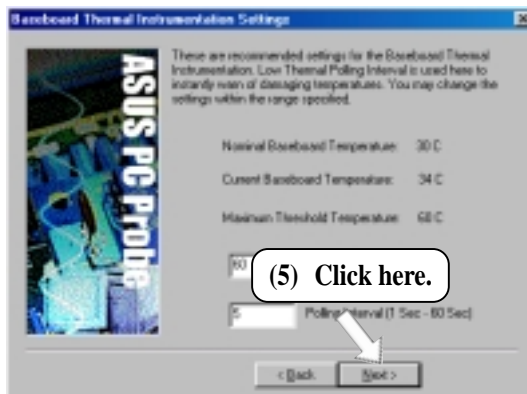 Baseboard Thermal Instrumentation Settings
ASUS PC Probe
These are recommended settings for the Baseboard Thermal
Instrumentation. Low Thermal Polling Interval is used here to
instantly warn of damaging temperatures. You may change the
settings within the range specified.
Nominal Baseboard Temperature: 30 C
Current Baseboard Temperature: 34 C
Maximum Threshold Temperature: 60 C
60
(5) Click here.
5 Polling Interval (1 Sec - 60 Sec)
< Back Next >